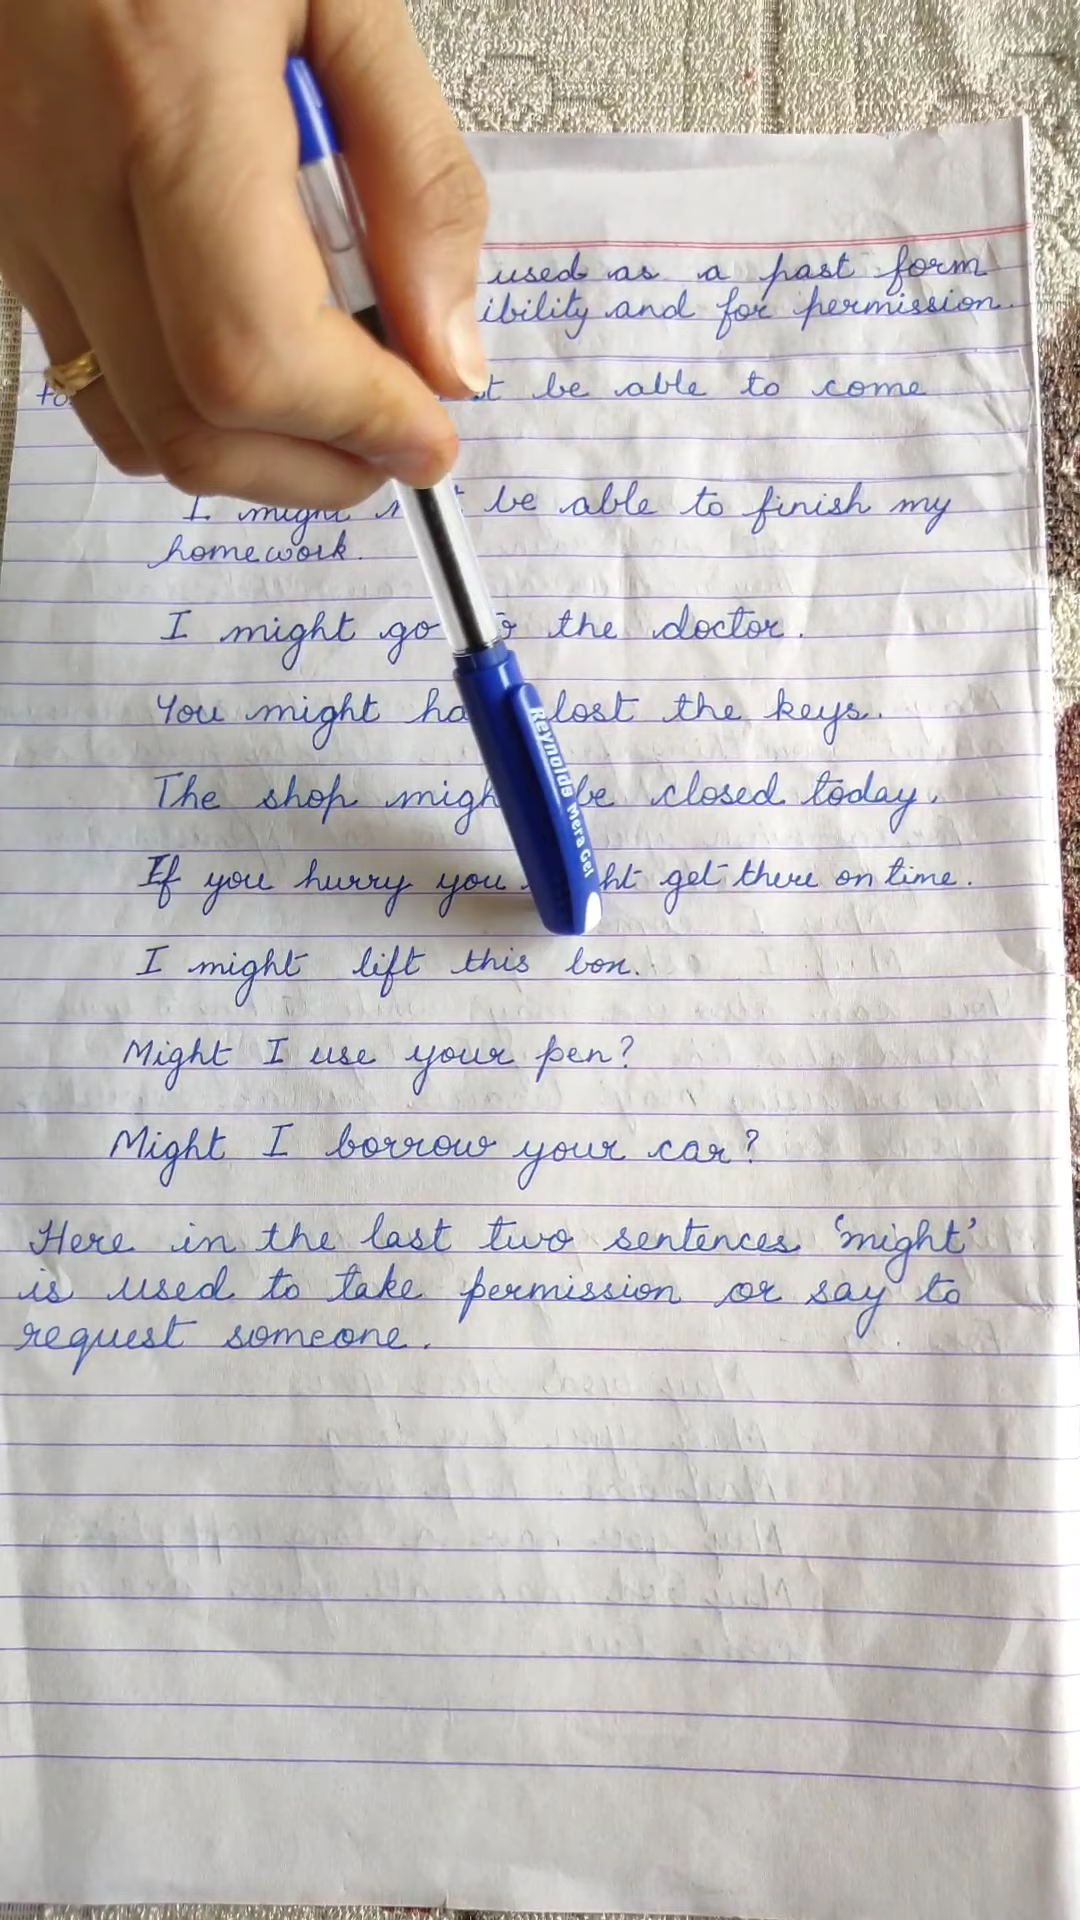 used as a past form
and for permission.
be able to come
I might be able to finish my
homework.
I might go the doctor.
You might lost the keys.
The shop be closed today.
If you hurry you get there on time.
I might lift this box.
Might I use your pen?
Might I borrow your car?
Here in the last two sentences 'might'
is used to take permission or say to
request someone.
Reynolds Mera Gel